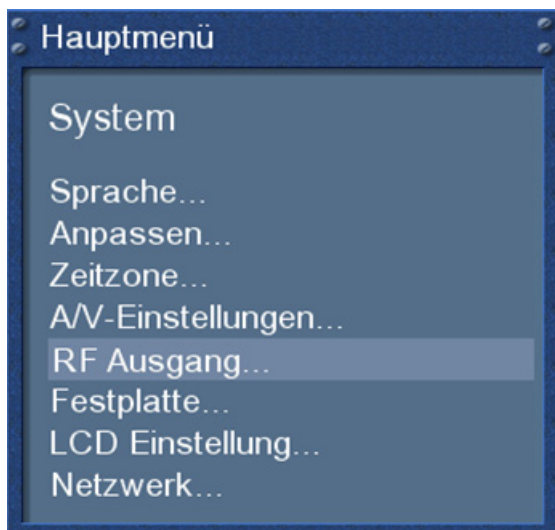 Hauptmenü
System
Sprache...
Anpassen...
Zeitzone...
A/V-Einstellungen...
RF Ausgang...
Festplatte...
LCD Einstellung...
Netzwerk...